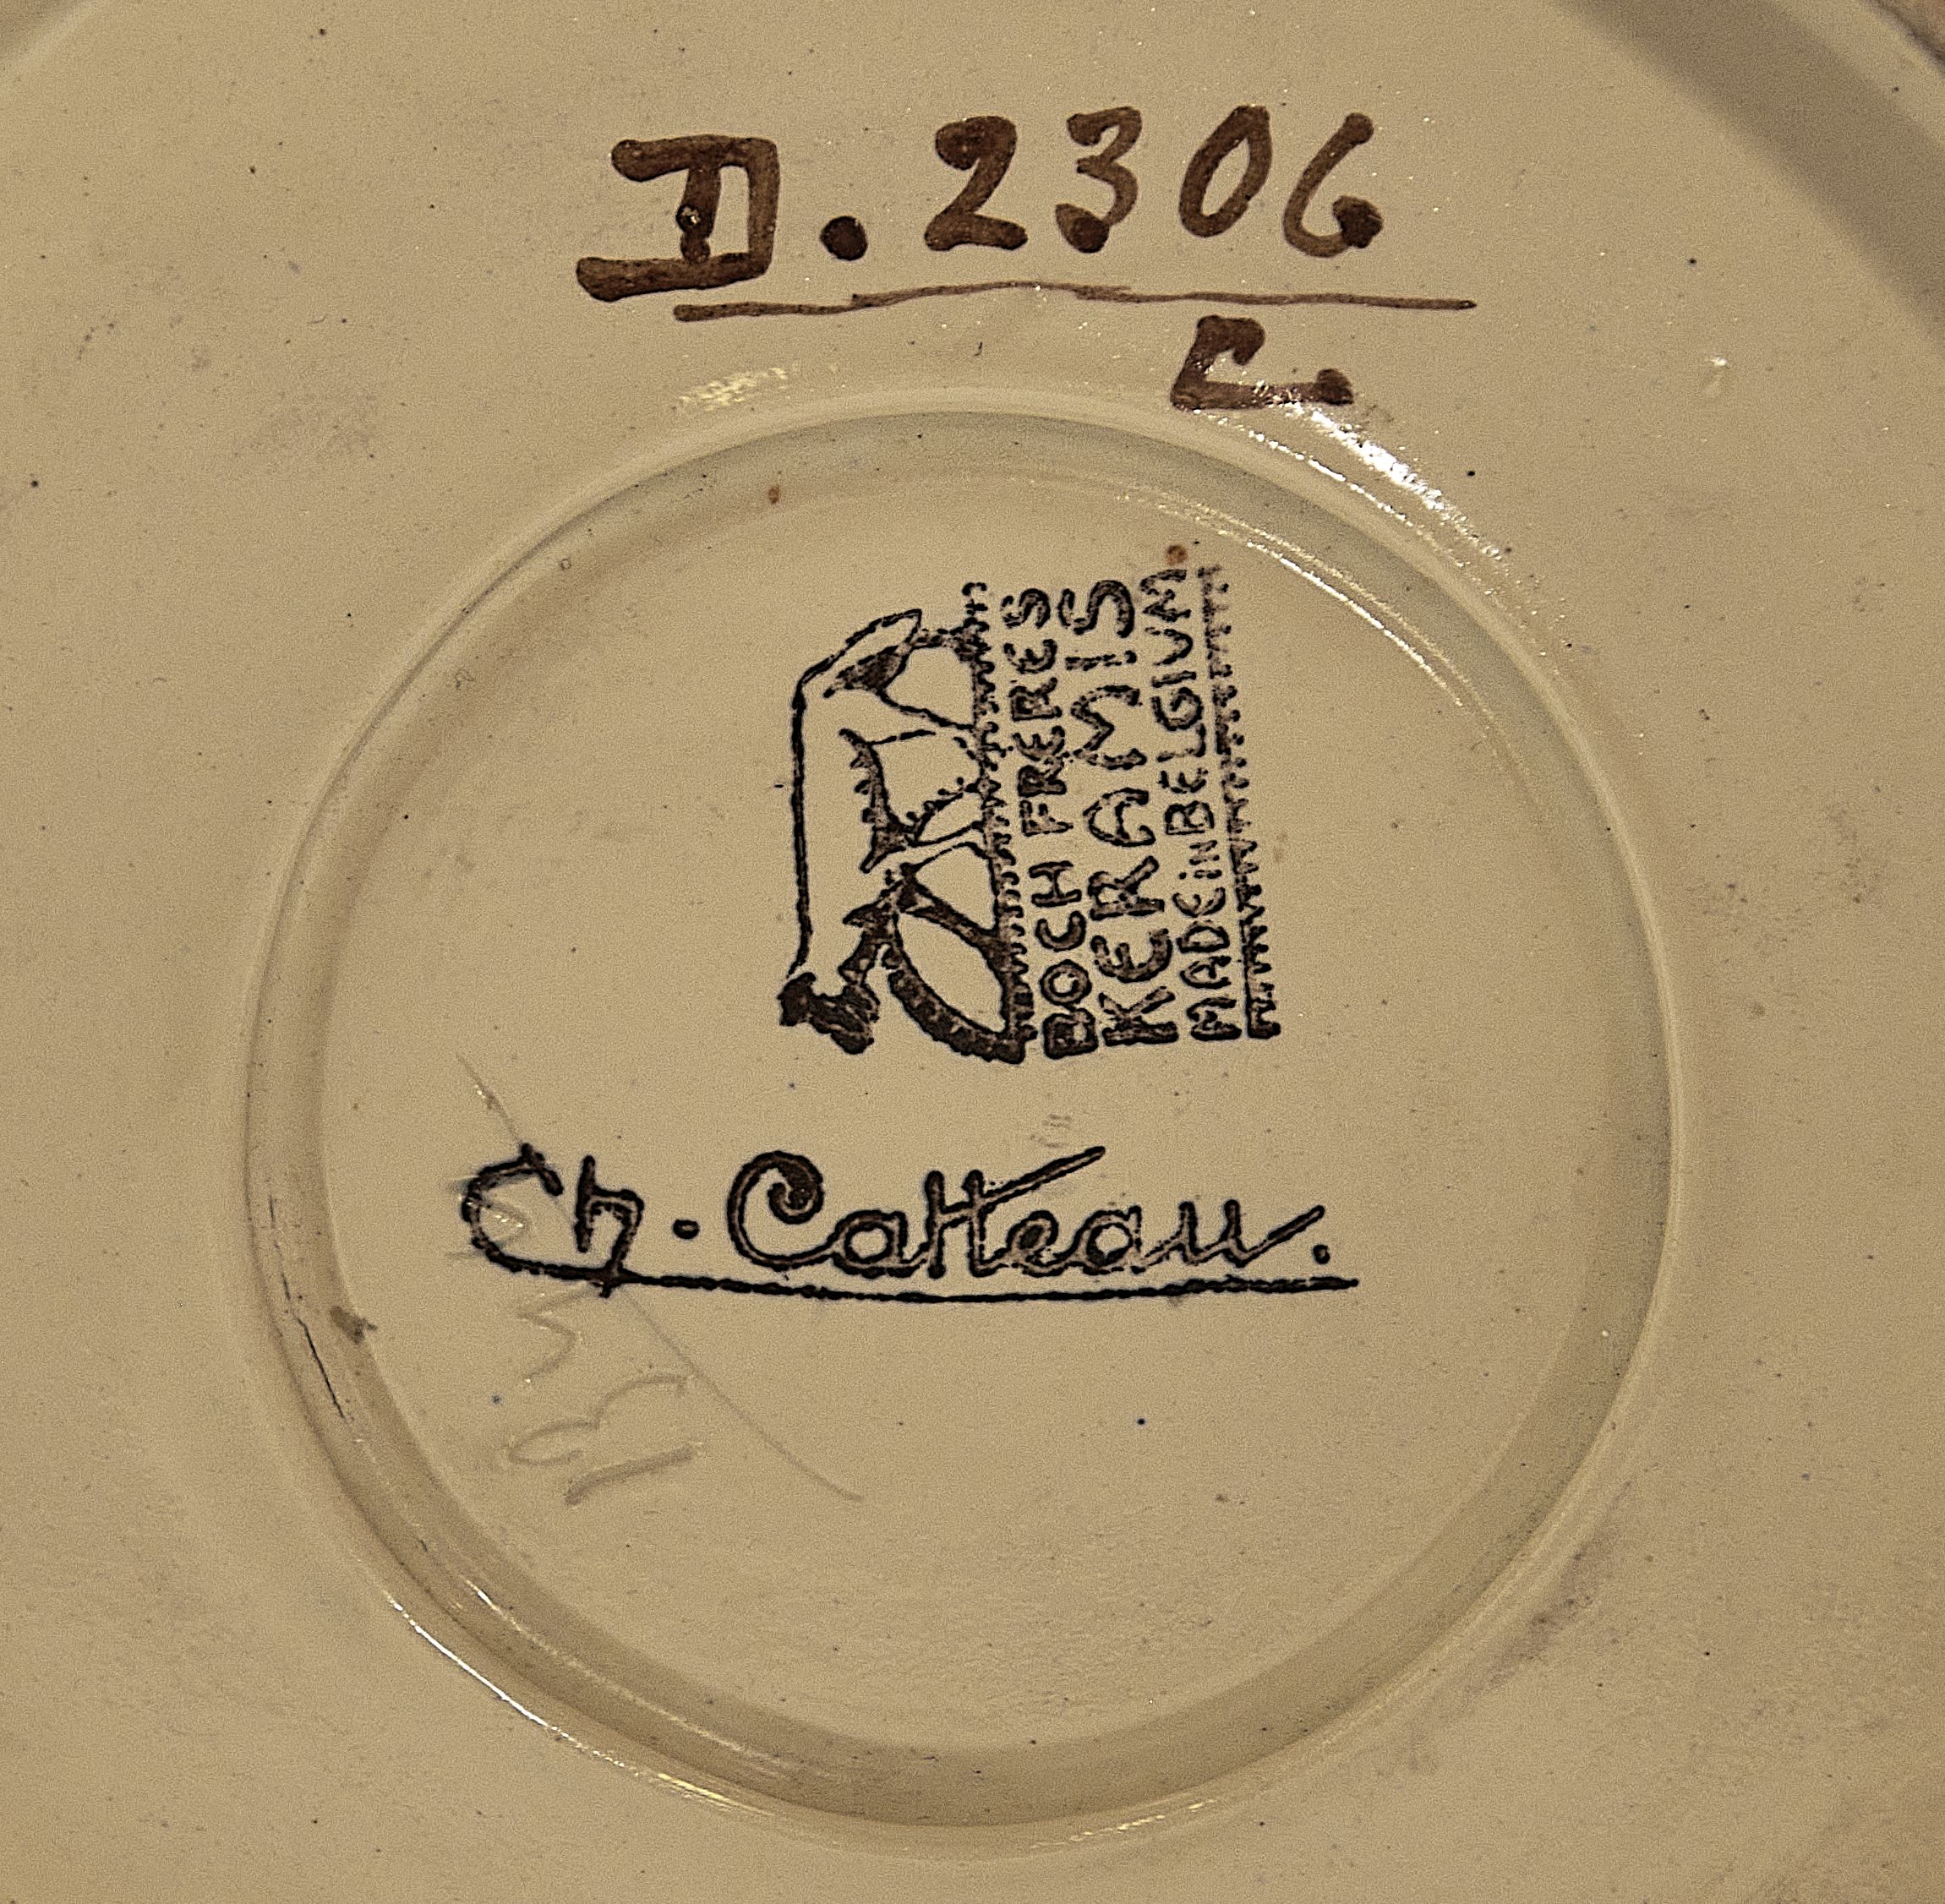 D.2306
C.
BOCH FRERES
KERAMIS
MADE iN BELGIUM
Ch. Catteau.